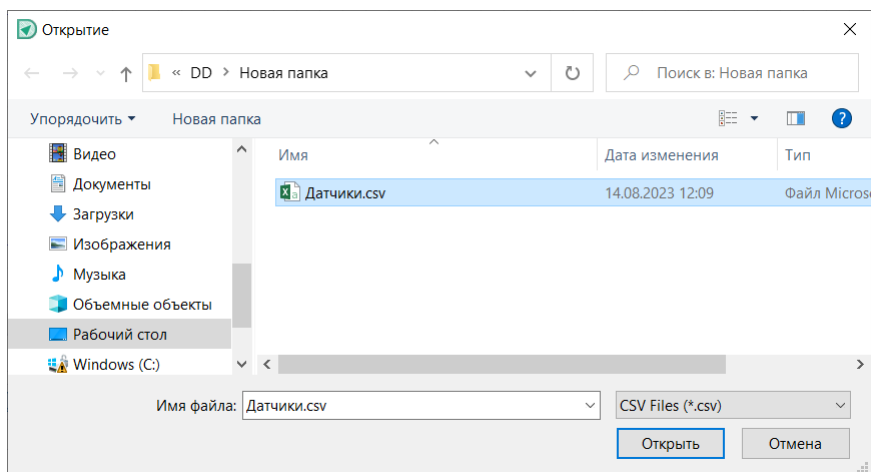 Открытие
« DD > Новая папка
Поиск в: Новая папка
Упорядочить
Новая папка
?
Видео
Документы
Загрузки
Изображения
Музыка
Объемные объекты
Рабочий стол
Windows (C:)
Имя
Дата изменения
Тип
Датчики.csv
14.08.2023 12:09
Файл Micros
Имя файла:
Датчики.csv
CSV Files (*.csv)
Открыть
Отмена